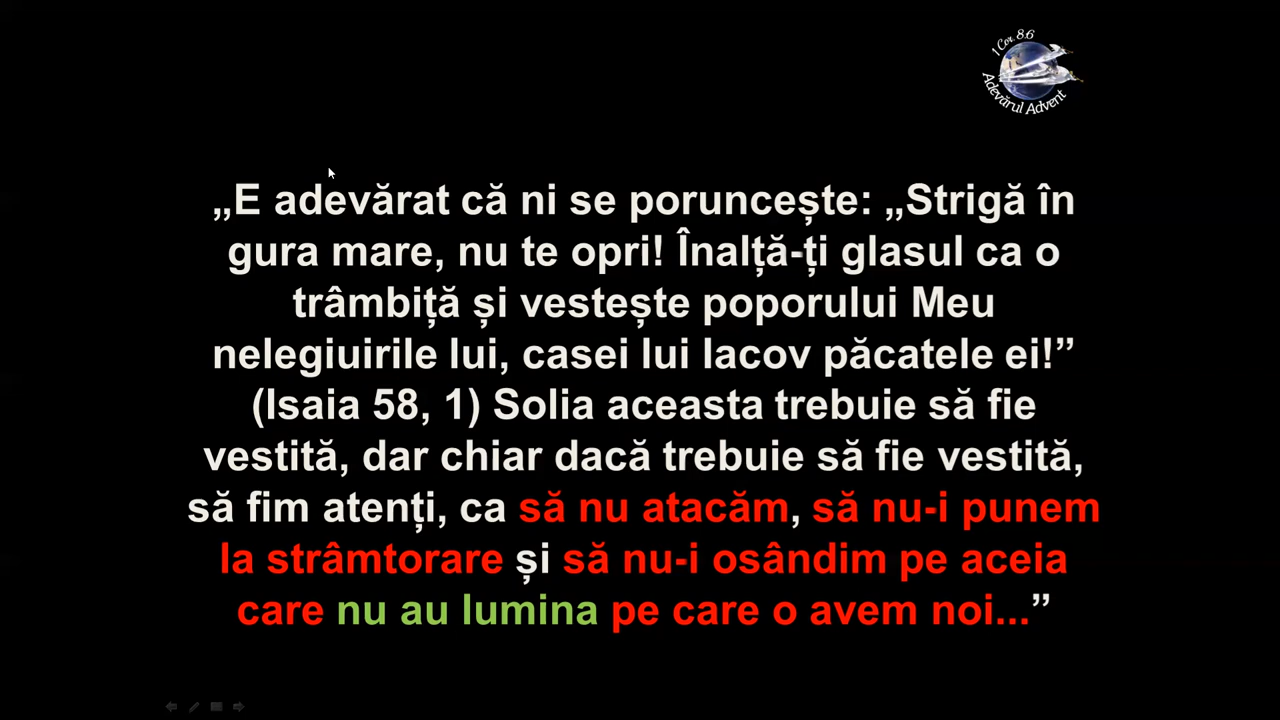 1 Cor. 8.6
Adevărul Advent
„E adevărat că ni se poruncește: „Strigă în
gura mare, nu te opri! Înalță-ți glasul ca o
trâmbiță și vestește poporului Meu
nelegiuirile lui, casei lui Iacov păcatele ei!”
(Isaia 58, 1) Solia aceasta trebuie să fie
vestită, dar chiar dacă trebuie să fie vestită,
să fim atenți, ca să nu atacăm, să nu-i punem
la strâmtorare și să nu-i osândim pe aceia
care nu au lumina pe care o avem noi...”